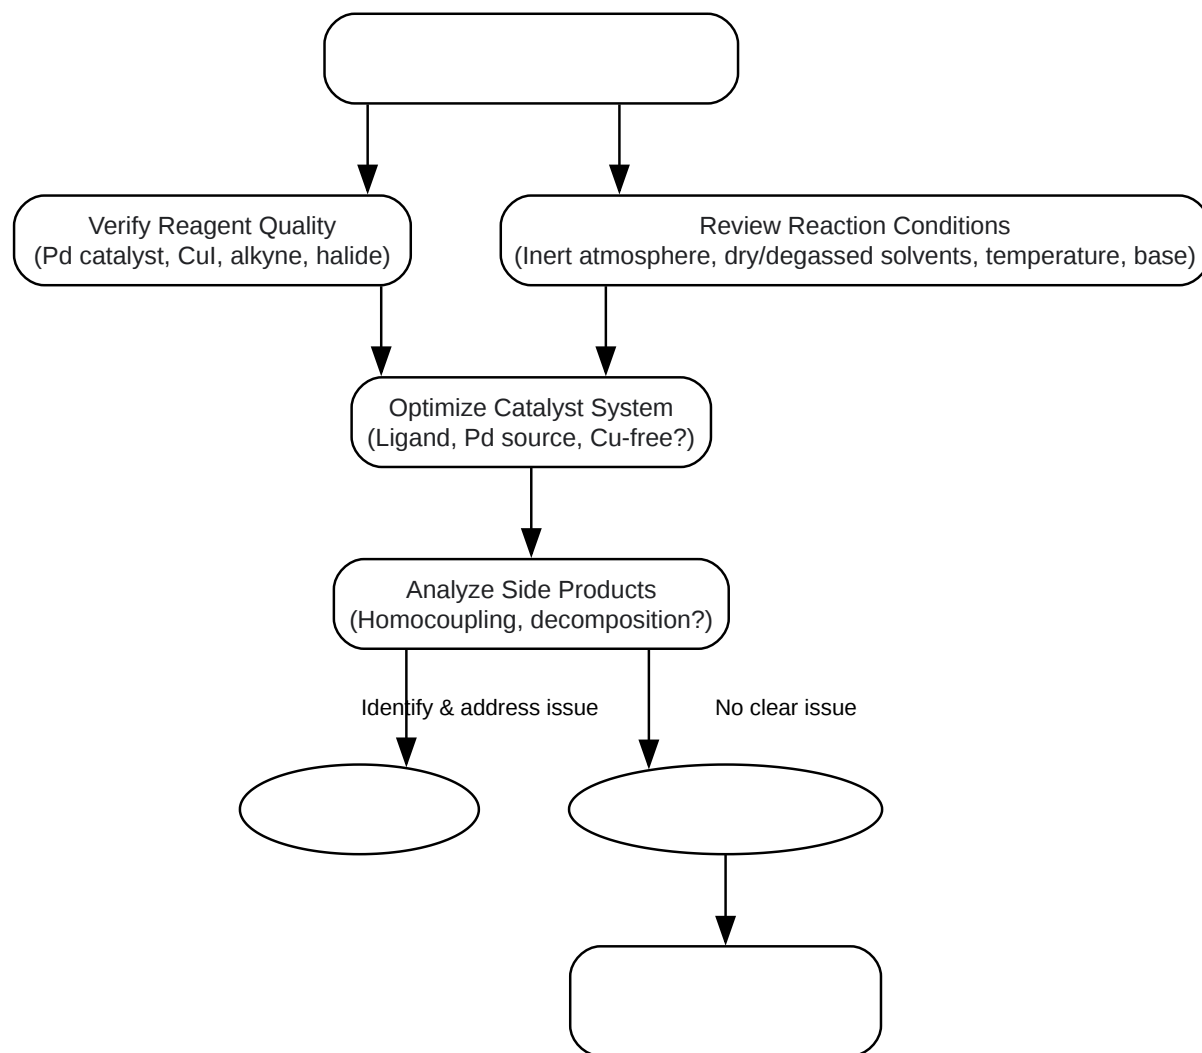 Verify Reagent Quality
(Pd catalyst, CuI, alkyne, halide)
Review Reaction Conditions
(Inert atmosphere, dry/degassed solvents, temperature, base)
Optimize Catalyst System
(Ligand, Pd source, Cu-free?)
Analyze Side Products
(Homocoupling, decomposition?)
Identify & address issue
No clear issue